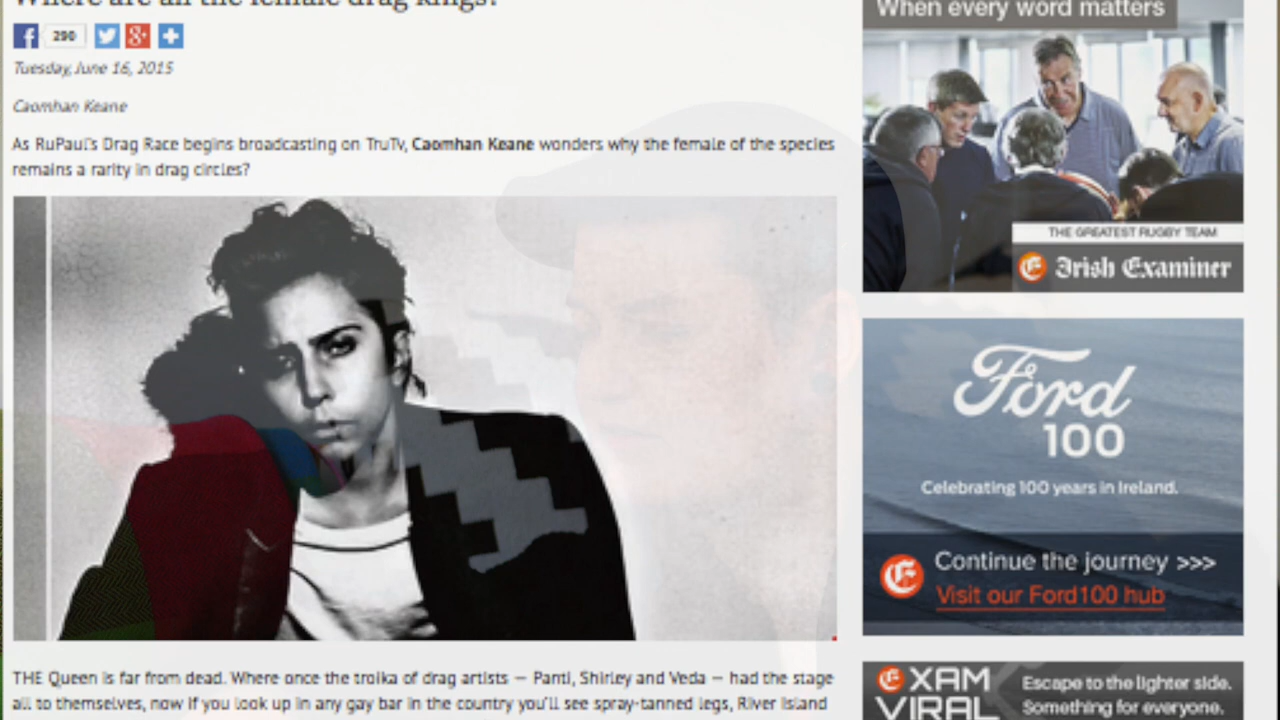 Where are all the female drag kings?
290
Tuesday, June 16, 2015
Caomhan Keane
As RuPaul's Drag Race begins broadcasting on TruTv, Caomhan Keane wonders why the female of the species
remains a rarity in drag circles?
THE Queen is far from dead. Where once the troika of drag artists — Panti, Shirley and Veda — had the stage
all to themselves, now if you look up in any gay bar in the country you'll see spray-tanned legs, River Island
When every word matters
THE GREATEST RUGBY TEAM
Irish Examiner
Ford
100
Celebrating 100 years in Ireland.
Continue the journey >>>
Visit our Ford100 hub
EXAM
VIRAL
Escape to the lighter side.
Something for everyone.